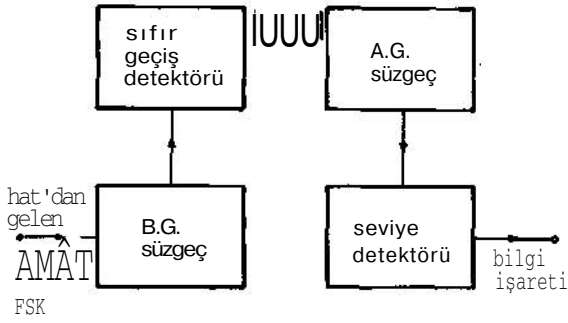 sıfır
geçiş
detektörü
A.G.
süzgeç
hat'dan
gelen
FSK
B.G.
süzgeç
seviye
detektörü
bilgi
işareti